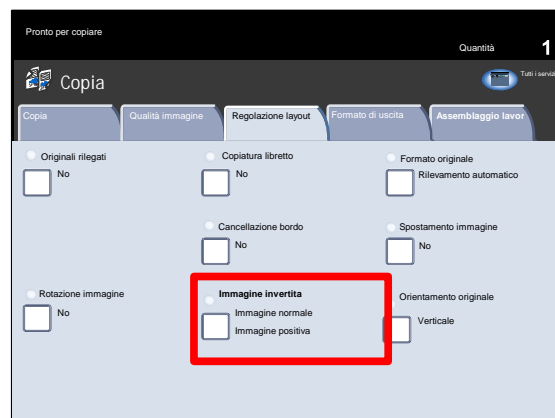 Pronto per copiare
Quantità 1
Copia
Tutti i serviz
Copia
Qualità immagine
Regolazione layout
Formato di uscita
Assemblaggio lavor
Originali rilegati
No
Copiatura libretto
No
Formato originale
Rilevamento automatico
Cancellazione bordo
No
Spostamento immagine
No
Rotazione immagine
No
Immagine invertita
Immagine normale
Immagine positiva
Orientamento originale
Verticale